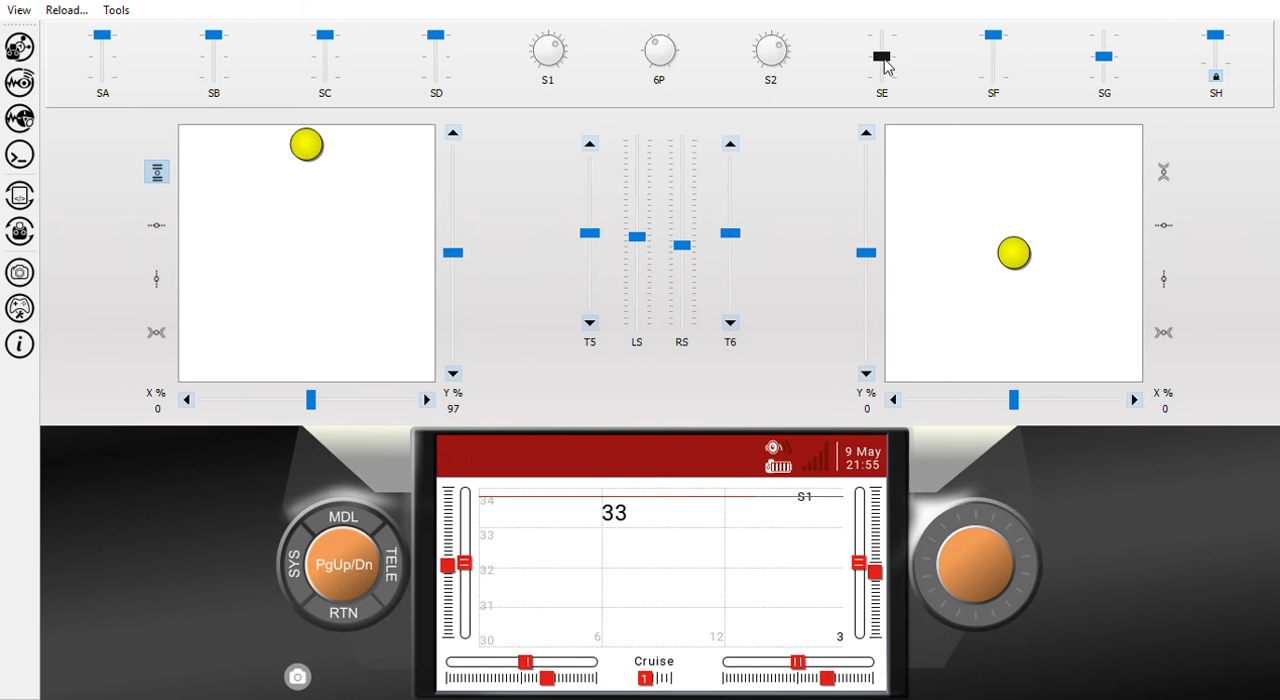 View Reload... Tools
SA SB SC SD S1 6P S2 SE SF SG SH
X % Y % Y % X %
0 97 0 0
T5 LS RS T6
9 May
21:55
MDL
SYS PgUp/Dn TELE
RTN
34 S1
33
33
32
31
30 6 12 3
Cruise
1